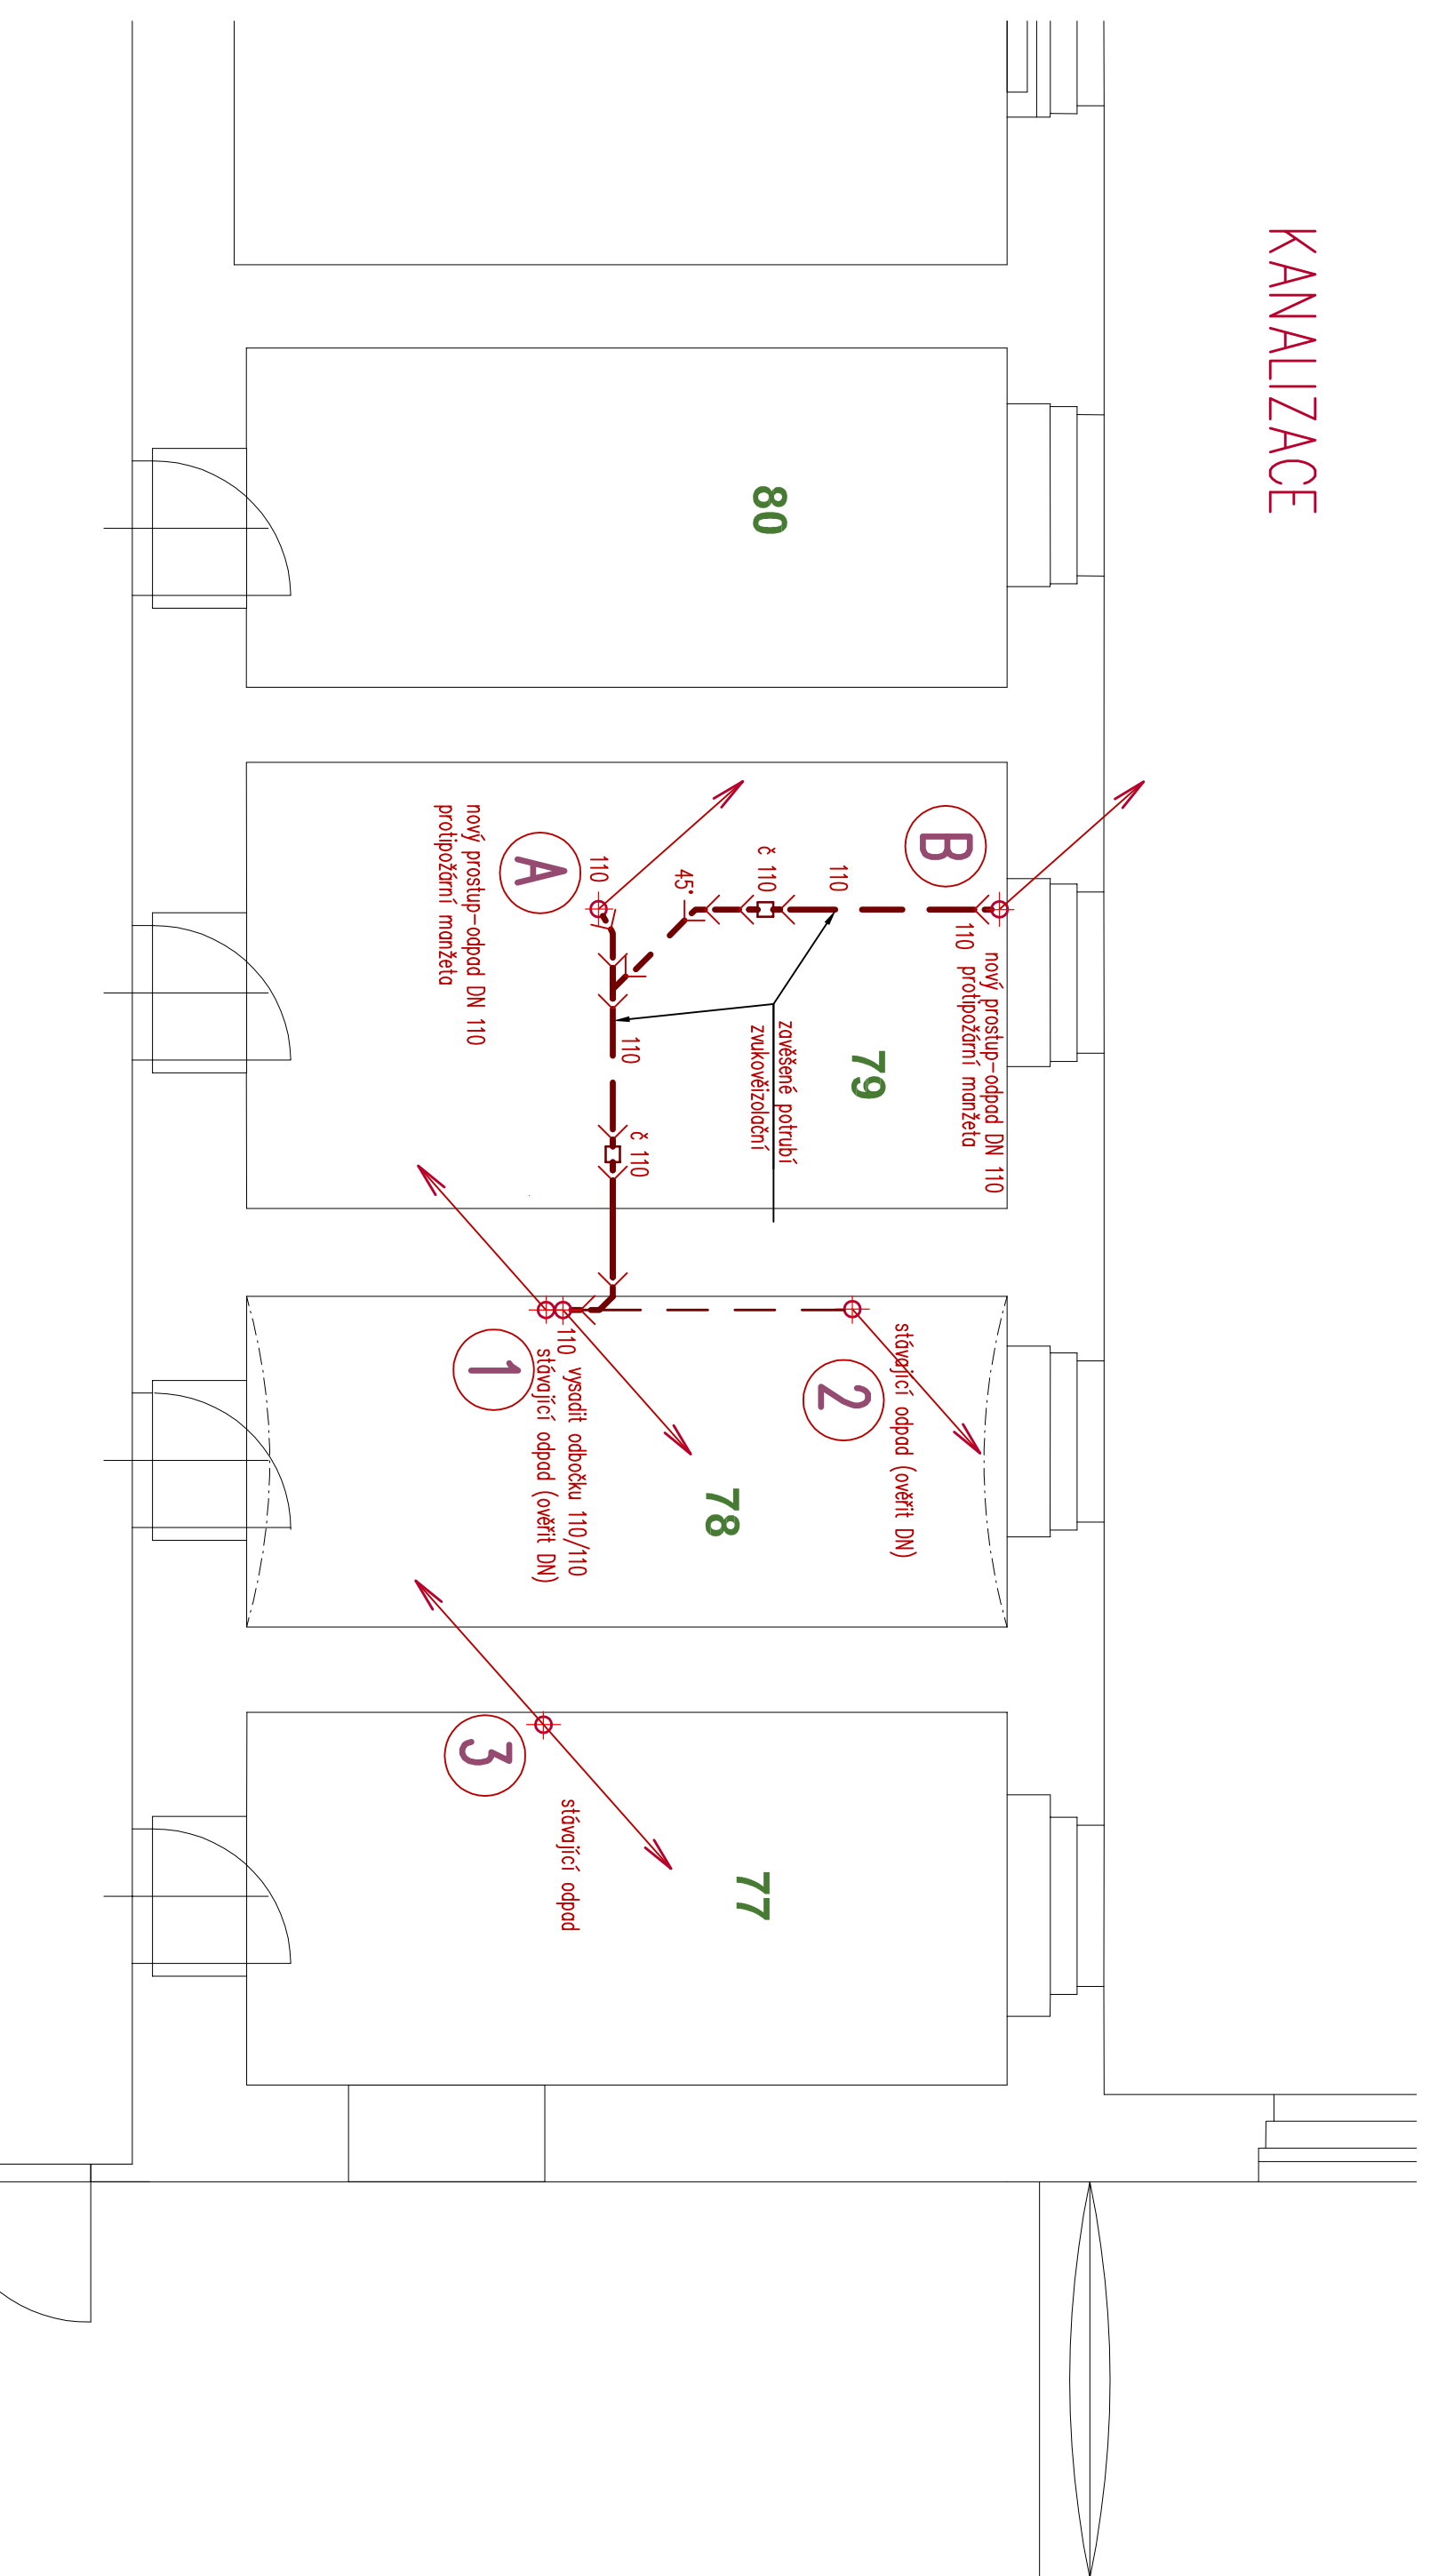 KANALIZACE
80
B
110
nový prostup-odpad DN 110
protipožární manžeta
110
č 110
45°
A
110
nový prostup-odpad DN 110
protipožární manžeta
79
zavěšené potrubí
zvukověizolační
110
č 110
2
stávající odpad (ověřit DN)
1
110 vysadit odbočku 110/110
stávající odpad (ověřit DN)
78
3
stávající odpad
77